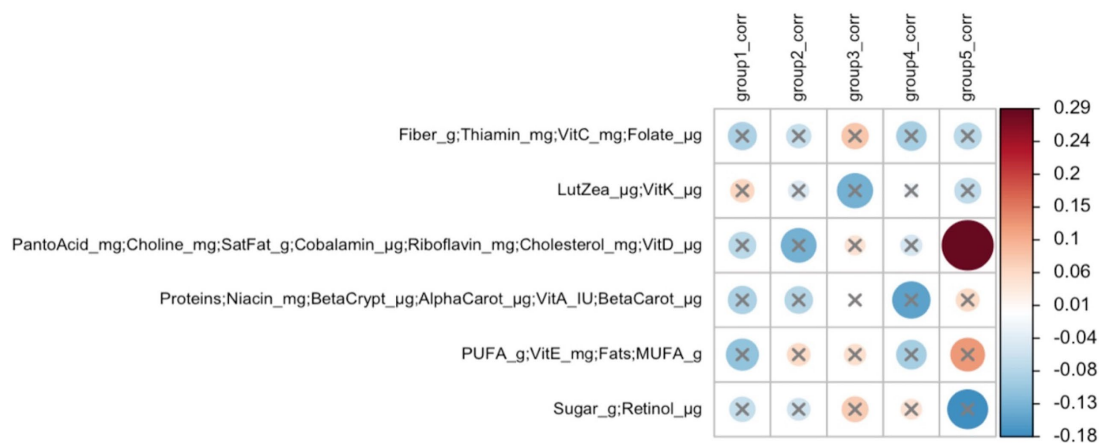 group1_corr
group2_corr
group3_corr
group4_corr
group5_corr
Fiber_g;Thiamin_mg;VitC_mg;Folate_µg
LutZea_µg;VitK_µg
PantoAcid_mg;Choline_mg;SatFat_g;Cobalamin_µg;Riboflavin_mg;Cholesterol_mg;VitD_µg
Proteins;Niacin_mg;BetaCrypt_µg;AlphaCarot_µg;VitA_IU;BetaCarot_µg
PUFA_g;VitE_mg;Fats;MUFA_g
Sugar_g;Retinol_µg
0.29
0.24
0.2
0.15
0.1
0.06
0.01
-0.04
-0.08
-0.13
-0.18